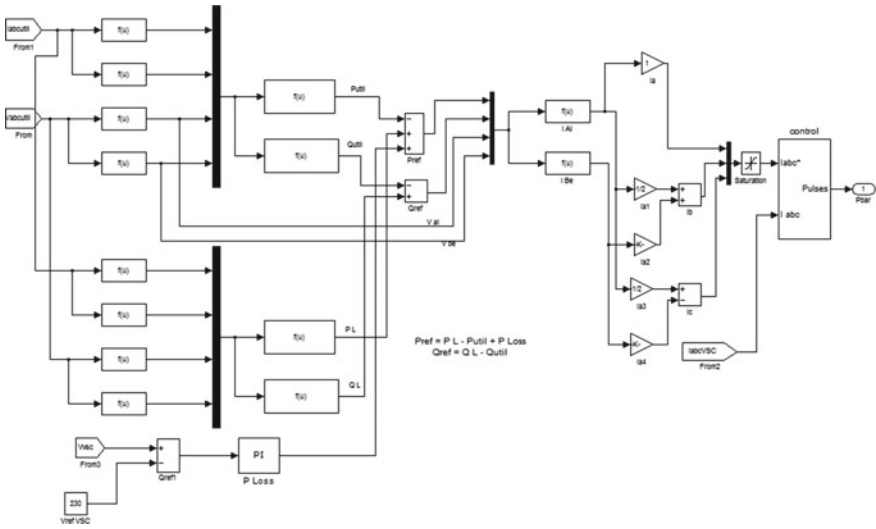 Iabcutil
From1
Vabcutil
From
f(u)
f(u)
f(u)
f(u)
f(u)
f(u)
Putil
Qutil
Pref
Qref
V al
V be
f(u)
f(u)
I Al
I Be
1
Ia
1/2
Ia1
-K-
Ia2
1/2
Ia3
-K-
Ia4
Ib
Ic
Saturation
control
Iabc*
Pulses
I abc
1
Pbar
IabcVSC
From2
f(u)
f(u)
f(u)
f(u)
f(u)
f(u)
P L
Q L
Pref = P L - Putil + P Loss
Qref = Q L - Qutil
Vvsc
From3
Qref1
PI
P Loss
230
Vref VSC